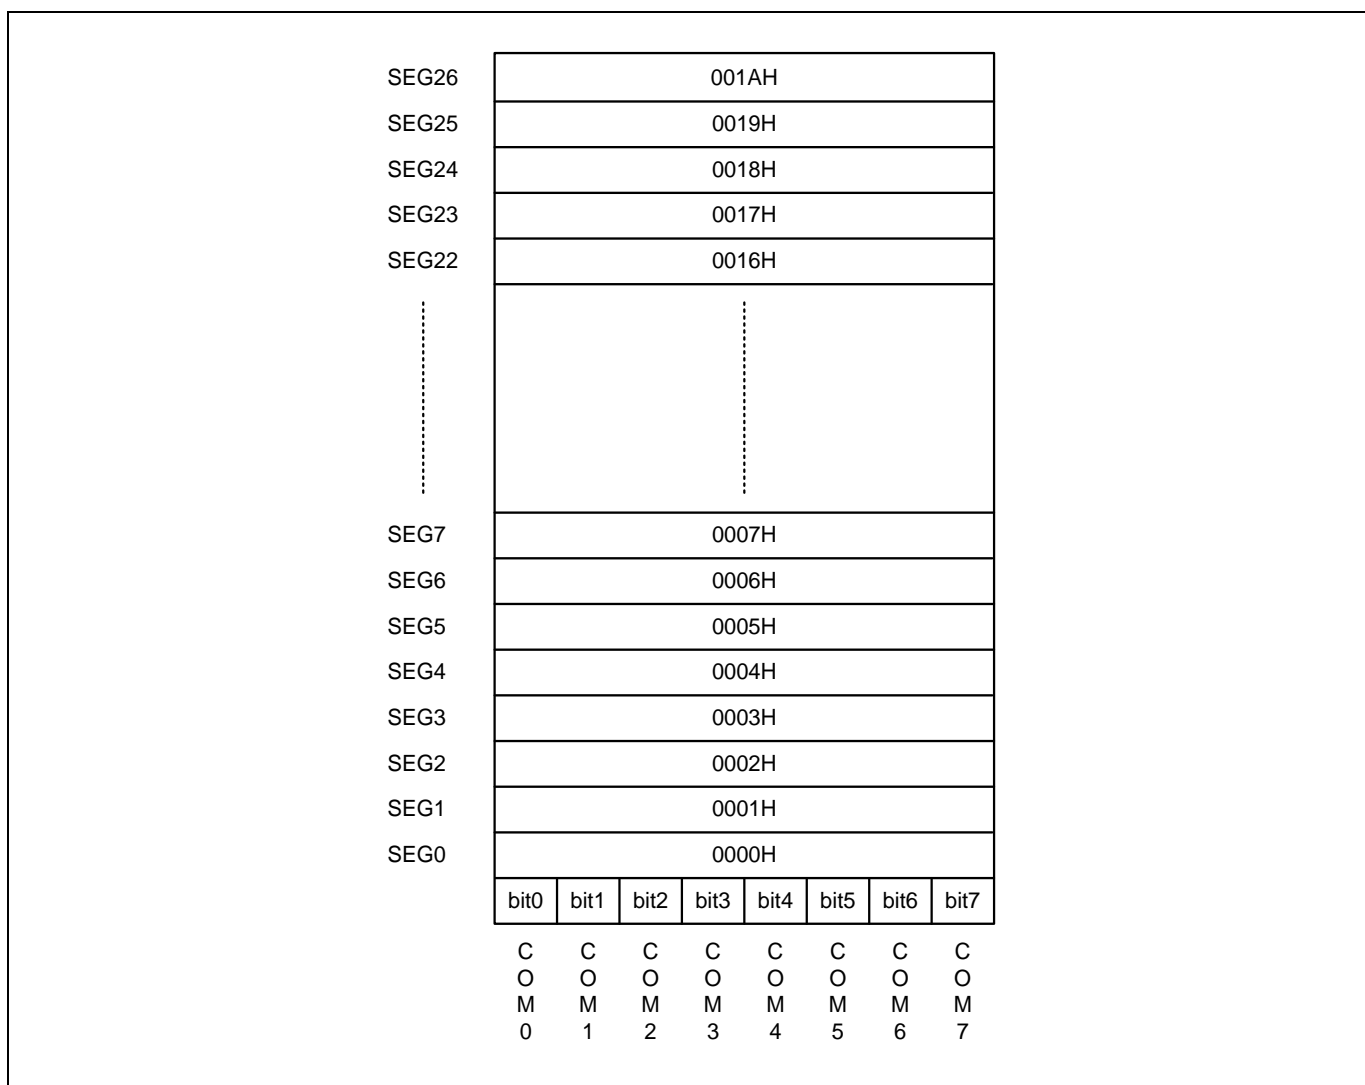 SEG26 001AH
SEG25 0019H
SEG24 0018H
SEG23 0017H
SEG22 0016H
SEG7 0007H
SEG6 0006H
SEG5 0005H
SEG4 0004H
SEG3 0003H
SEG2 0002H
SEG1 0001H
SEG0 0000H
bit0 bit1 bit2 bit3 bit4 bit5 bit6 bit7
C C C C C C C C
O O O O O O O O
M M M M M M M M
0 1 2 3 4 5 6 7